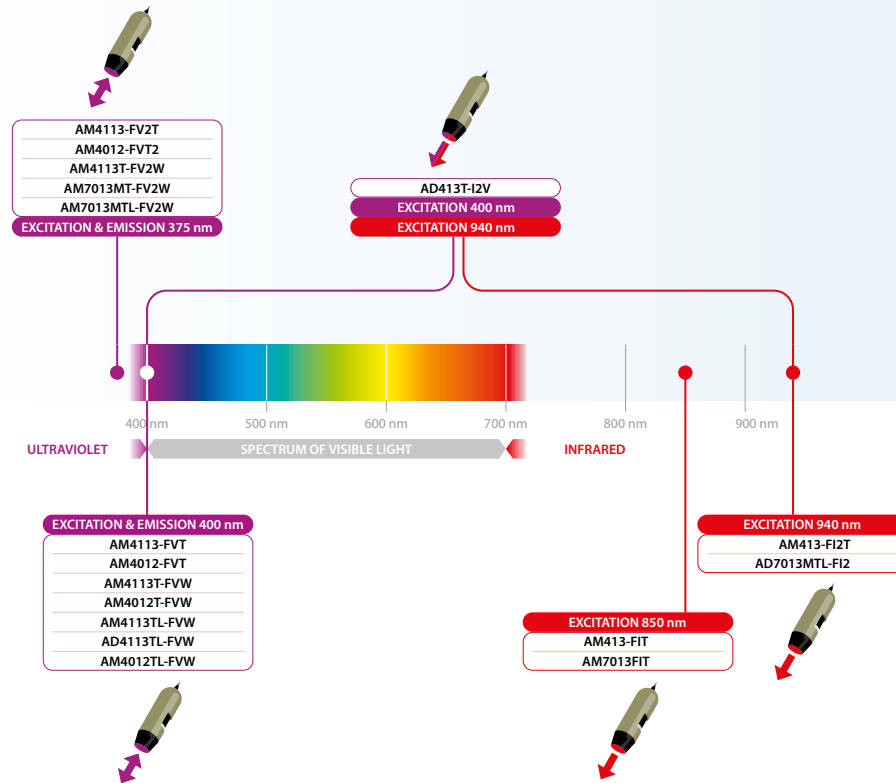 AM4113-FV2T
AM4012-FVT2
AM4113T-FV2W
AM7013MT-FV2W
AM7013MTL-FV2W
EXCITATION & EMISSION 375 nm
AD413T-I2V
EXCITATION 400 nm
EXCITATION 940 nm
400 nm
500 nm
600 nm
700 nm
800 nm
900 nm
ULTRAVIOLET
SPECTRUM OF VISIBLE LIGHT
INFRARED
EXCITATION & EMISSION 400 nm
AM4113-FVT
AM4012-FVT
AM4113T-FVW
AM4012T-FVW
AM4113TL-FVW
AD4113TL-FVW
AM4012TL-FVW
EXCITATION 850 nm
AM413-FIT
AM7013FIT
EXCITATION 940 nm
AM413-FI2T
AD7013MTL-FI2